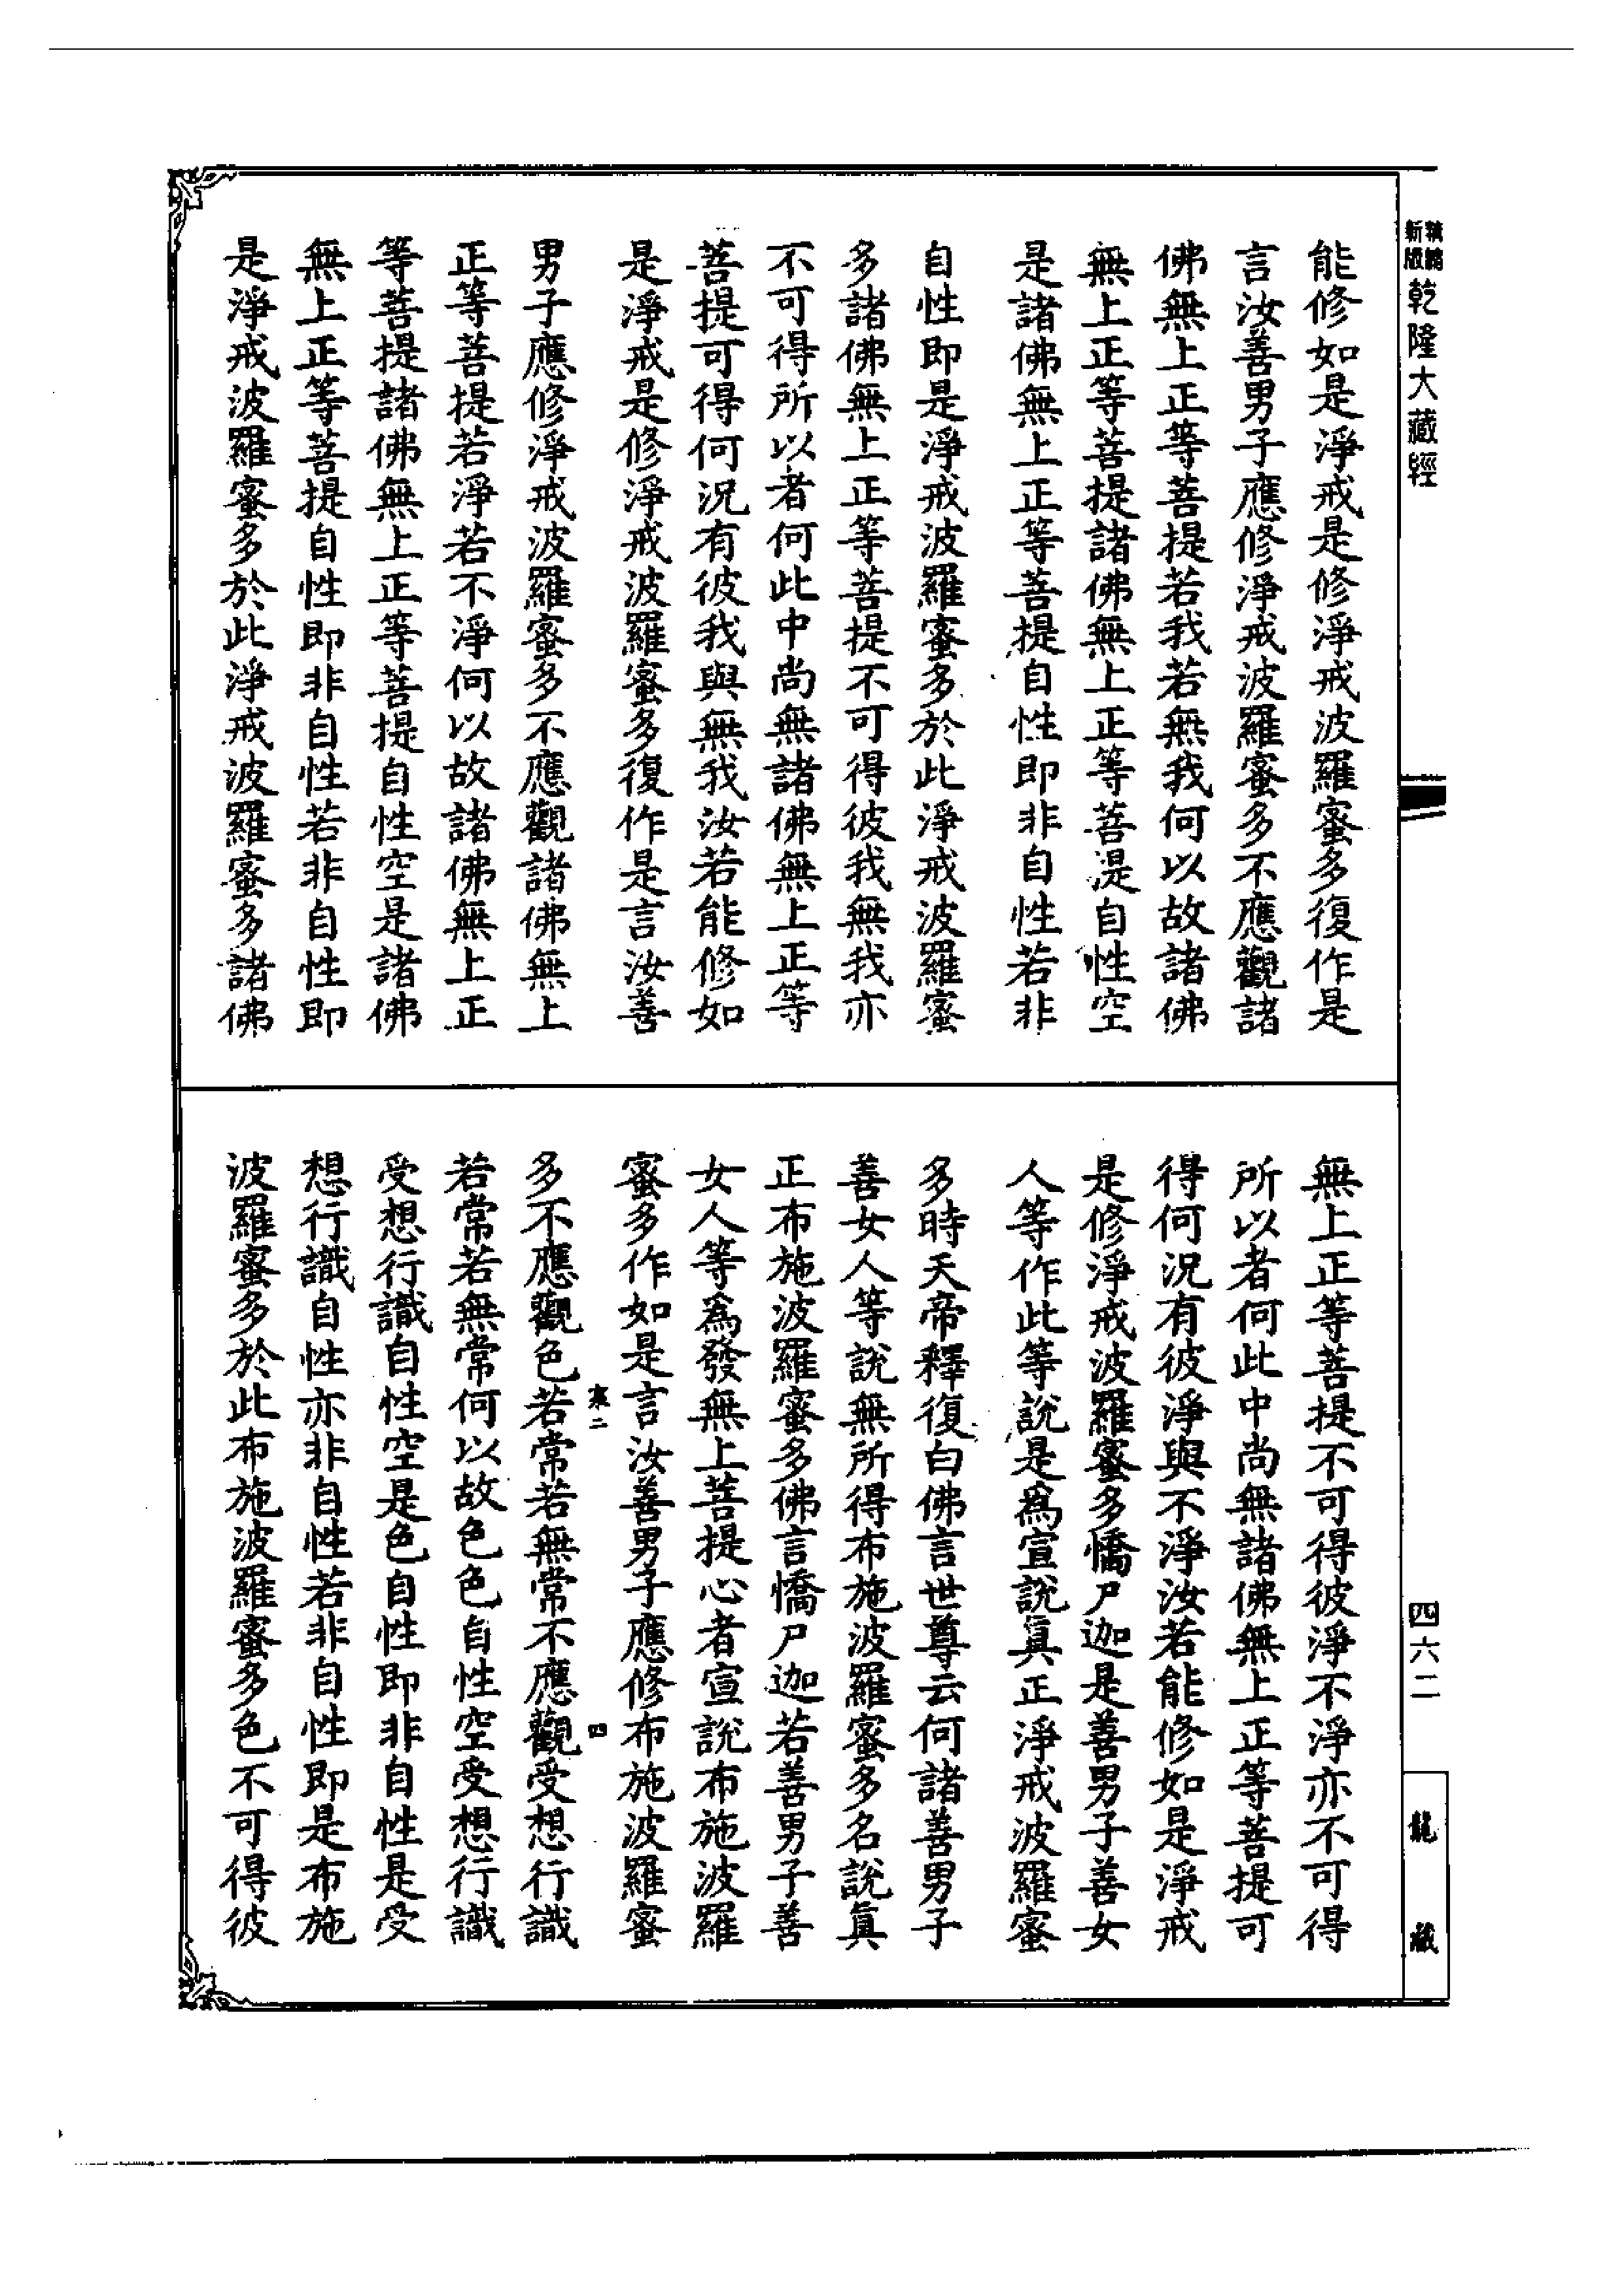 新版
乾隆大藏經
能修如是淨戒是修淨戒波羅蜜多復作是
言汝善男子應修淨戒波羅蜜多不應觀諸
佛無上正等菩提若我若無我何以故諸佛
無上正等菩提諸佛無上正等菩提自性空
是諸佛無上正等菩提自性即非自性若非
自性即是淨戒波羅蜜多於此淨戒波羅蜜
多諸佛無上正等菩提不可得彼我無我亦
不可得所以者何此中尚無諸佛無上正等
菩提可得何況有彼我與無我汝若能修如
是淨戒是修淨戒波羅蜜多復作是言汝善
男子應修淨戒波羅蜜多不應觀諸佛無上
正等菩提若淨若不淨何以故諸佛無上正
等菩提諸佛無上正等菩提自性空是諸佛
無上正等菩提自性即非自性若非自性即
是淨戒波羅蜜多於此淨戒波羅蜜多諸佛
無上正等菩提不可得彼淨不淨亦不可得
所以者何此中尚無諸佛無上正等菩提可
得何況有彼淨與不淨汝若能修如是淨戒
是修淨戒波羅蜜多憍尸迦是善男子善女
人等作此等說是爲宣說眞正淨戒波羅蜜
多時天帝釋復白佛言世尊云何諸善男子
善女人等說無所得布施波羅蜜多名說眞
正布施波羅蜜多佛言憍尸迦若善男子善
女人等爲發無上菩提心者宣說布施波羅
蜜多作如是言汝善男子應修布施波羅蜜
多不應觀色若常若無常不應觀受想行識
若常若無常何以故色色自性空受想行識
受想行識自性空是色自性即非自性是受
想行識自性亦非自性若非自性即是布施
波羅蜜多於此布施波羅蜜多色不可得彼
二
四
四六二
龍藏